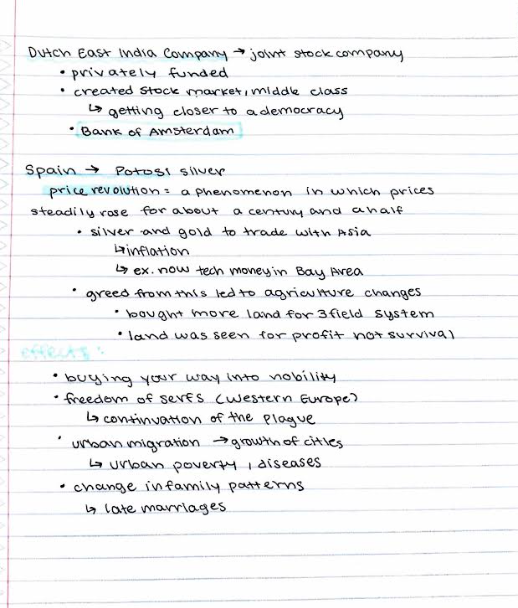 Dutch East India Company → joint stock company
• privately funded
• created stock market, middle class
↳ getting closer to a democracy
• Bank of Amsterdam
Spain → Potosi silver
price revolution = a phenomenon in which prices
steadily rose for about a century and a half
• silver and gold to trade with Asia
↳ inflation
↳ ex. now tech money in Bay Area
• greed from this led to agriculture changes
• bought more land for 3 field system
• land was seen for profit not survival
effects:
• buying your way into nobility
• freedom of serfs (Western Europe)
↳ continuation of the plague
• urban migration → growth of cities
↳ urban poverty, diseases
• change in family patterns
↳ late marriages